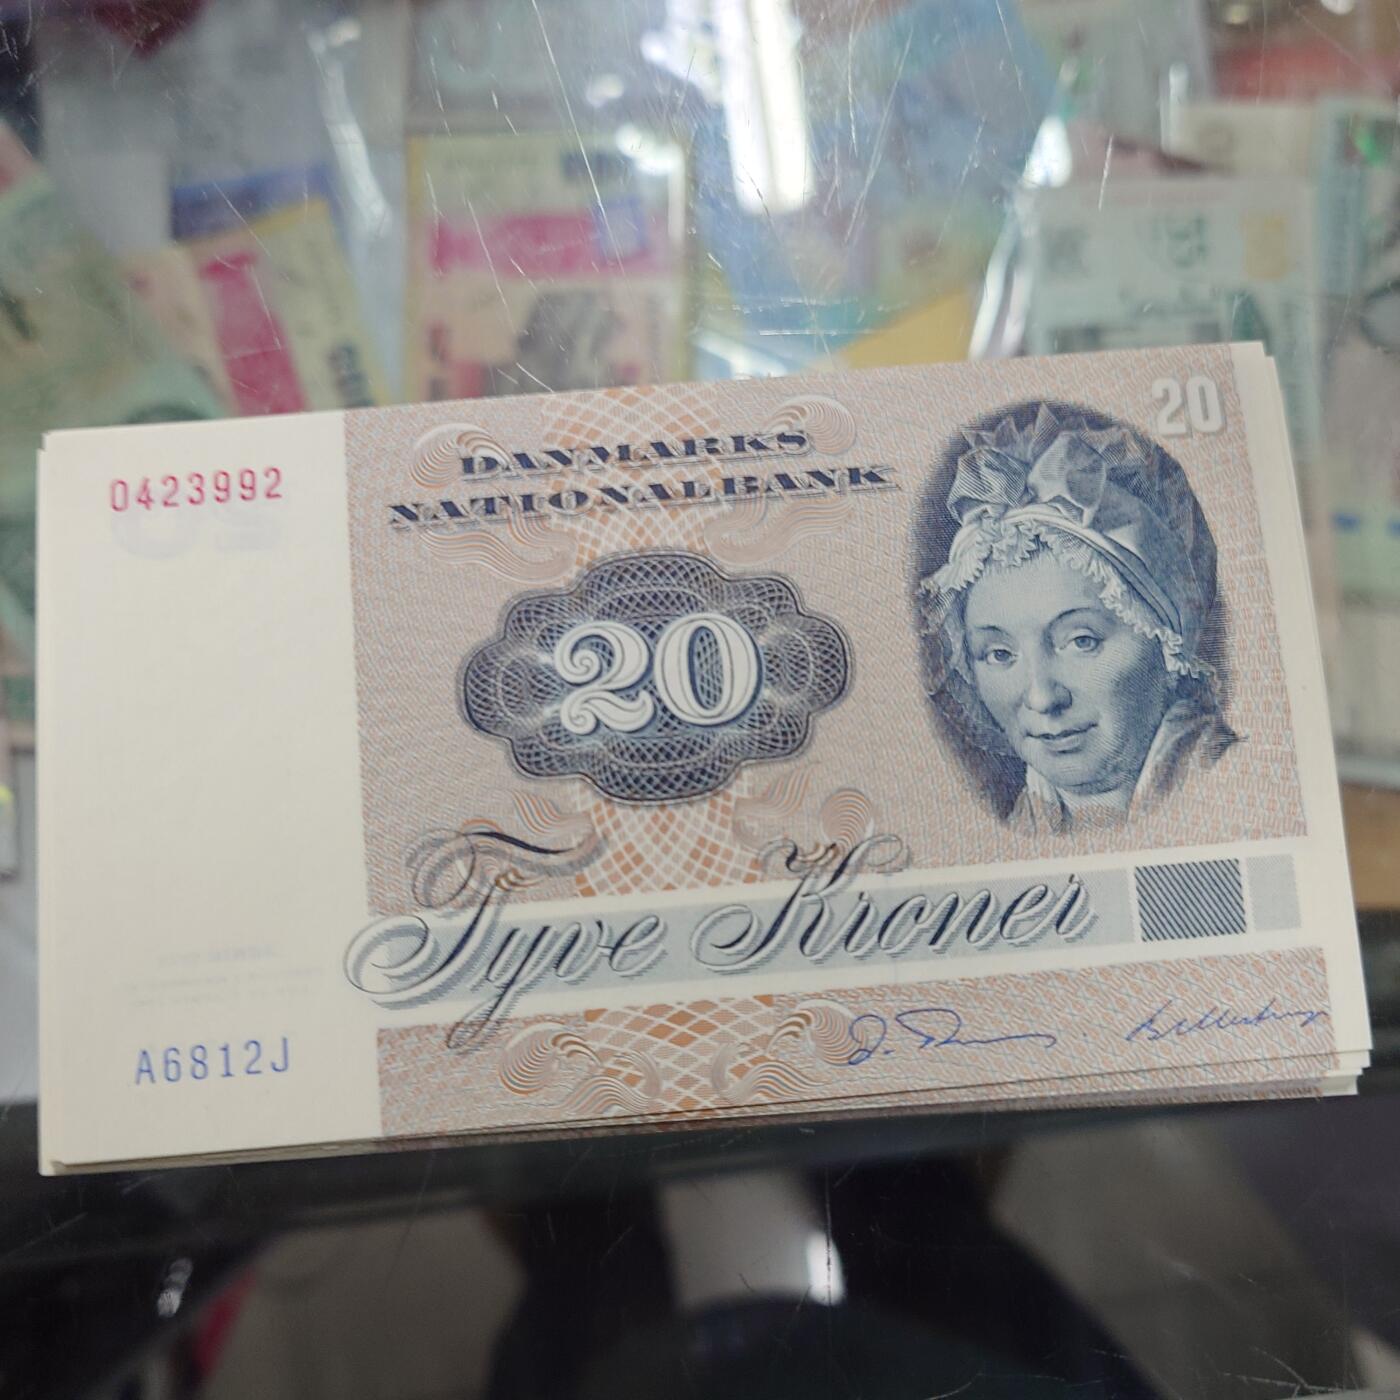 20
0423992
DANMARKS
NATIONALBANK
20
Tyve Kroner
A6812J